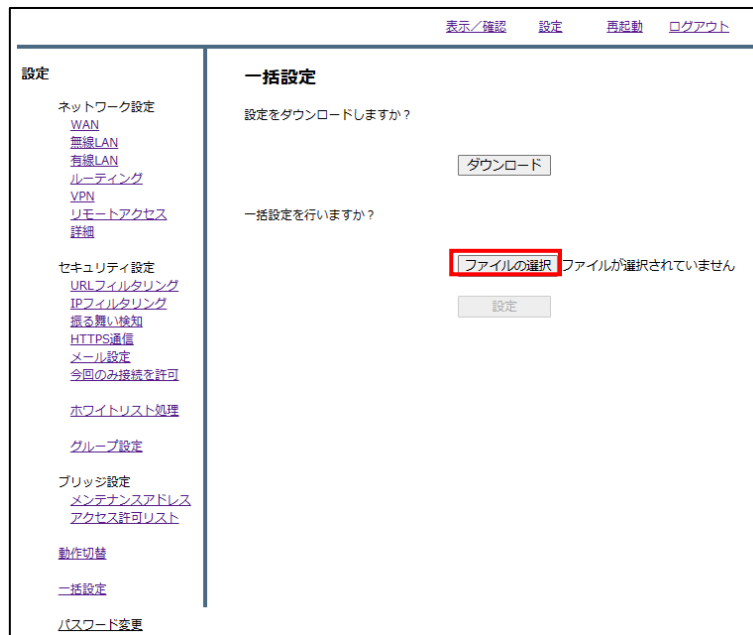 表示／確認 設定 再起動 ログアウト
設定
ネットワーク設定
WAN
無線LAN
有線LAN
ルーティング
VPN
リモートアクセス
詳細
セキュリティ設定
URLフィルタリング
IPフィルタリング
振る舞い検知
HTTPS通信
メール設定
今回のみ接続を許可
ホワイトリスト処理
グループ設定
ブリッジ設定
メンテナンスアドレス
アクセス許可リスト
動作切替
一括設定
パスワード変更
一括設定
設定をダウンロードしますか？
ダウンロード
一括設定を行いますか？
ファイルの選択 ファイルが選択されていません
設定